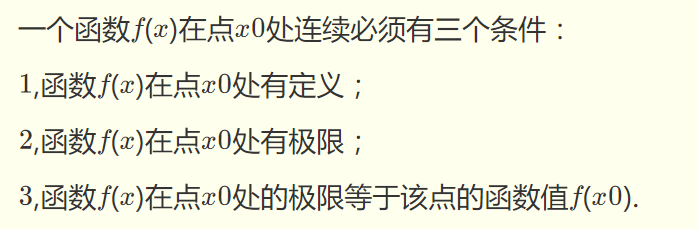 一个函数f(x)在点x0处连续必须有三个条件：
1,函数f(x)在点x0处有定义；
2,函数f(x)在点x0处有极限；
3,函数f(x)在点x0处的极限等于该点的函数值f(x0).